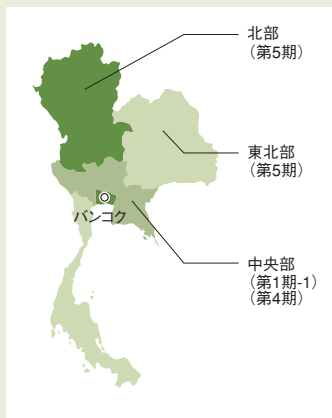 北部
（第5期）
東北部
（第5期）
バンコク
中央部
（第1期-1）
（第4期）